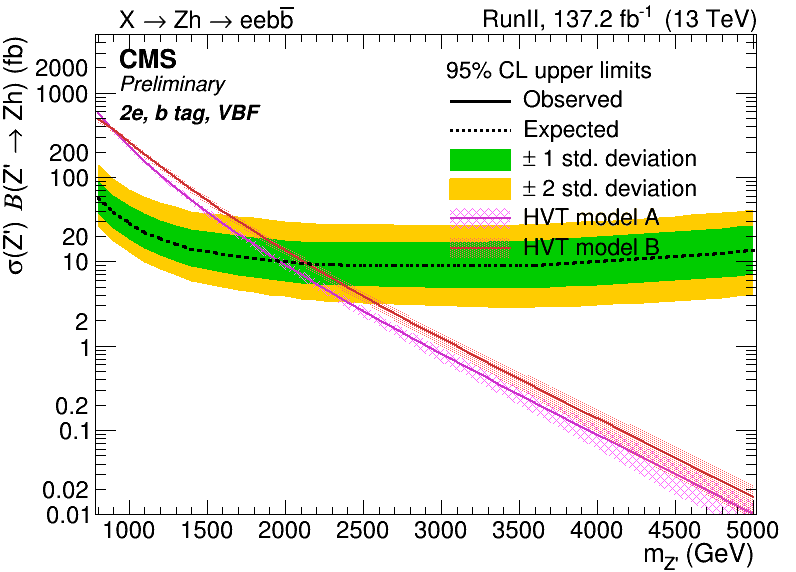 X → Zh → eebb̅
RunII, 137.2 fb⁻¹ (13 TeV)
CMS
Preliminary
2e, b tag, VBF
95% CL upper limits
Observed
Expected
± 1 std. deviation
± 2 std. deviation
HVT model A
HVT model B
σ(Z') B(Z' → Zh) (fb)
2000
1000
200
100
20
10
2
1
0.2
0.1
0.02
0.01
1000 1500 2000 2500 3000 3500 4000 4500 5000
m_Z' (GeV)